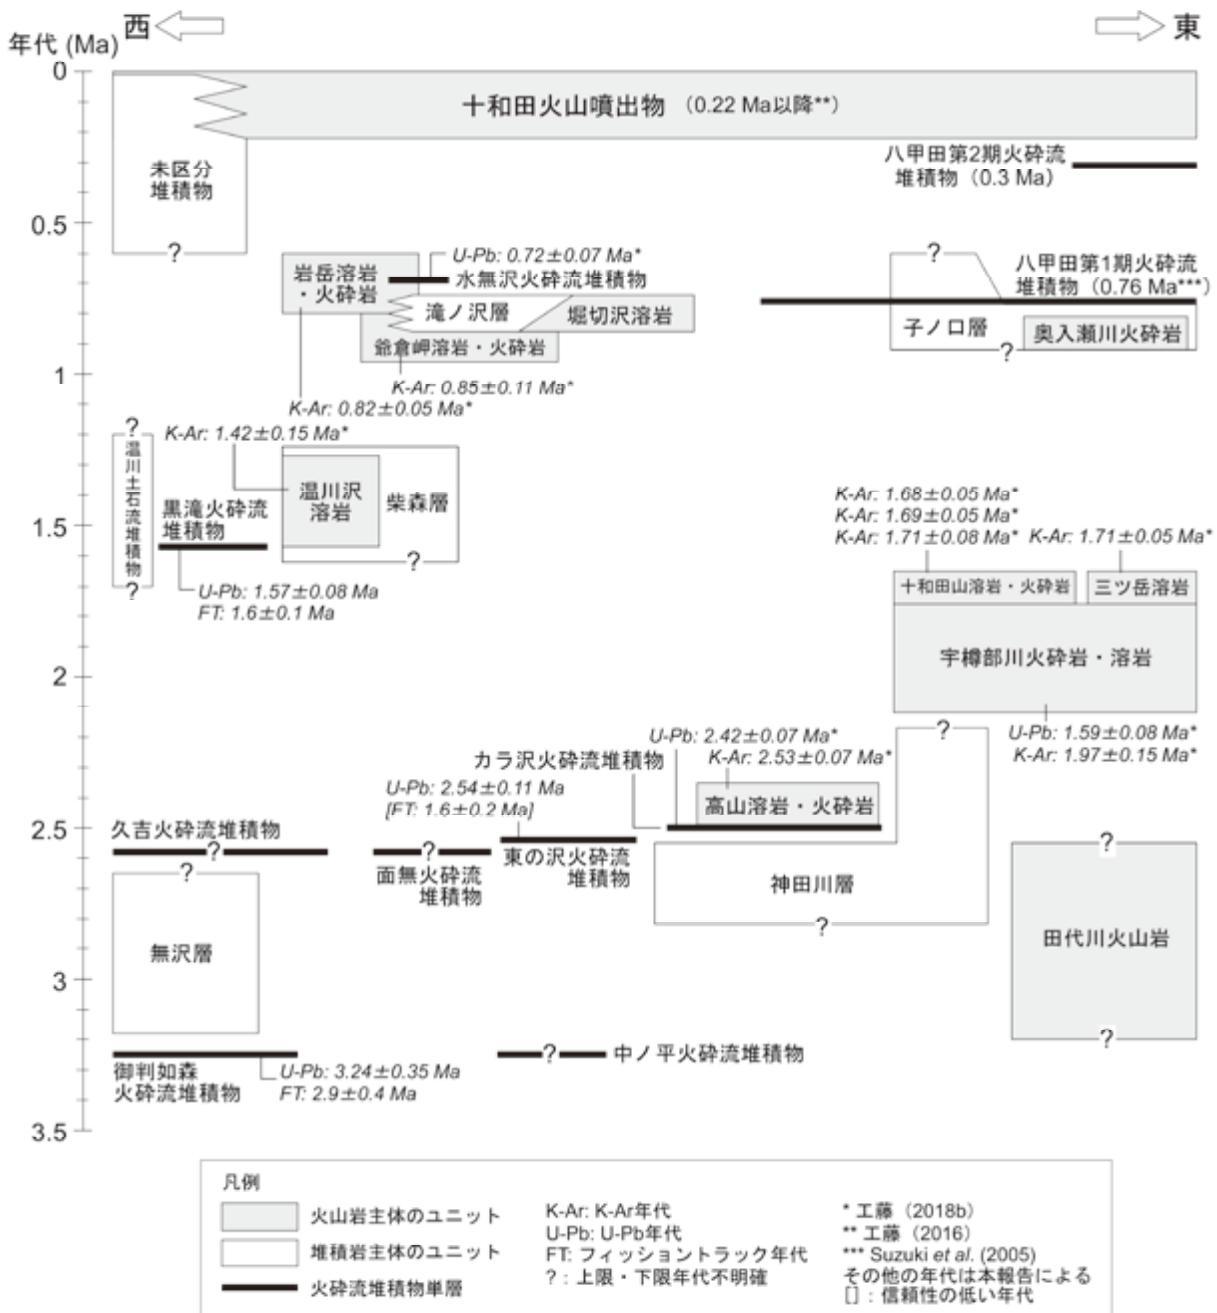 西
東
年代 (Ma)
0
十和田火山噴出物 （0.22 Ma以降**）
未区分
堆積物
八甲田第2期火砕流
堆積物（0.3 Ma）
0.5
?
U-Pb: 0.72±0.07 Ma*
水無沢火砕流堆積物
岩岳溶岩
・火砕岩
滝ノ沢層
堀切沢溶岩
爺倉岬溶岩・火砕岩
?
八甲田第1期火砕流
堆積物（0.76 Ma***）
子ノ口層
奥入瀬川火砕岩
?
1
K-Ar: 0.85±0.11 Ma*
K-Ar: 0.82±0.05 Ma*
?
K-Ar: 1.42±0.15 Ma*
温川土石流堆積物
?
黒滝火砕流
堆積物
温川沢
溶岩
柴森層
?
1.5
U-Pb: 1.57±0.08 Ma
FT: 1.6±0.1 Ma
K-Ar: 1.68±0.05 Ma*
K-Ar: 1.69±0.05 Ma*
K-Ar: 1.71±0.08 Ma*
K-Ar: 1.71±0.05 Ma*
十和田山溶岩・火砕岩
三ツ岳溶岩
宇樽部川火砕岩・溶岩
2
U-Pb: 1.59±0.08 Ma*
K-Ar: 1.97±0.15 Ma*
?
U-Pb: 2.42±0.07 Ma*
カラ沢火砕流堆積物
K-Ar: 2.53±0.07 Ma*
高山溶岩・火砕岩
U-Pb: 2.54±0.11 Ma
[FT: 1.6±0.2 Ma]
2.5
久吉火砕流堆積物
?
?
面無火砕流
堆積物
東の沢火砕流
堆積物
神田川層
?
?
田代川火山岩
?
?
無沢層
3
御判如森
火砕流堆積物
U-Pb: 3.24±0.35 Ma
FT: 2.9±0.4 Ma
?
中ノ平火砕流堆積物
3.5
凡例
火山岩主体のユニット
堆積岩主体のユニット
火砕流堆積物単層
K-Ar: K-Ar年代
U-Pb: U-Pb年代
FT: フィッショントラック年代
?：上限・下限年代不明確
* 工藤（2018b）
** 工藤（2016）
*** Suzuki et al. (2005)
その他の年代は本報告による
[]：信頼性の低い年代